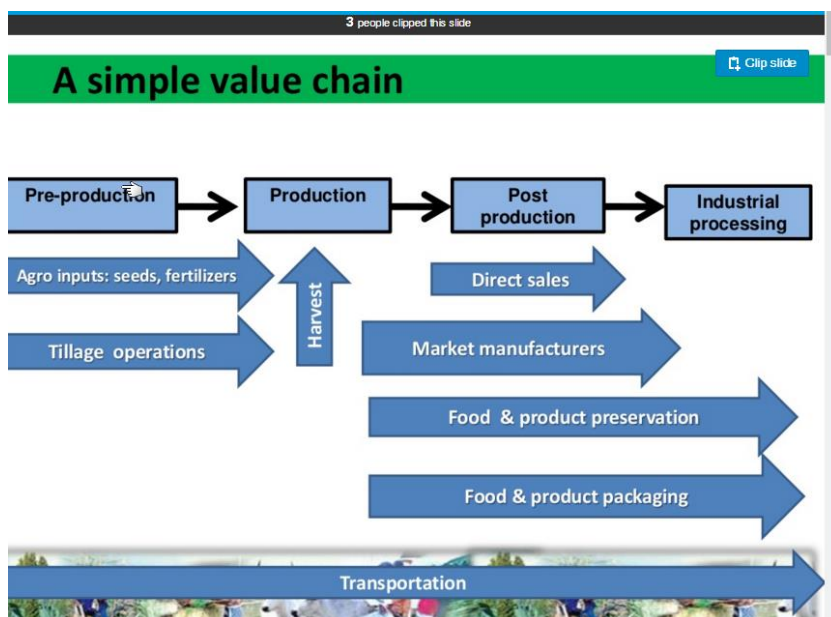 3 people clipped this slide
Clip slide
A simple value chain
Pre-production
Production
Post
production
Industrial
processing
Agro inputs: seeds, fertilizers
Harvest
Direct sales
Tillage operations
Market manufacturers
Food & product preservation
Food & product packaging
Transportation